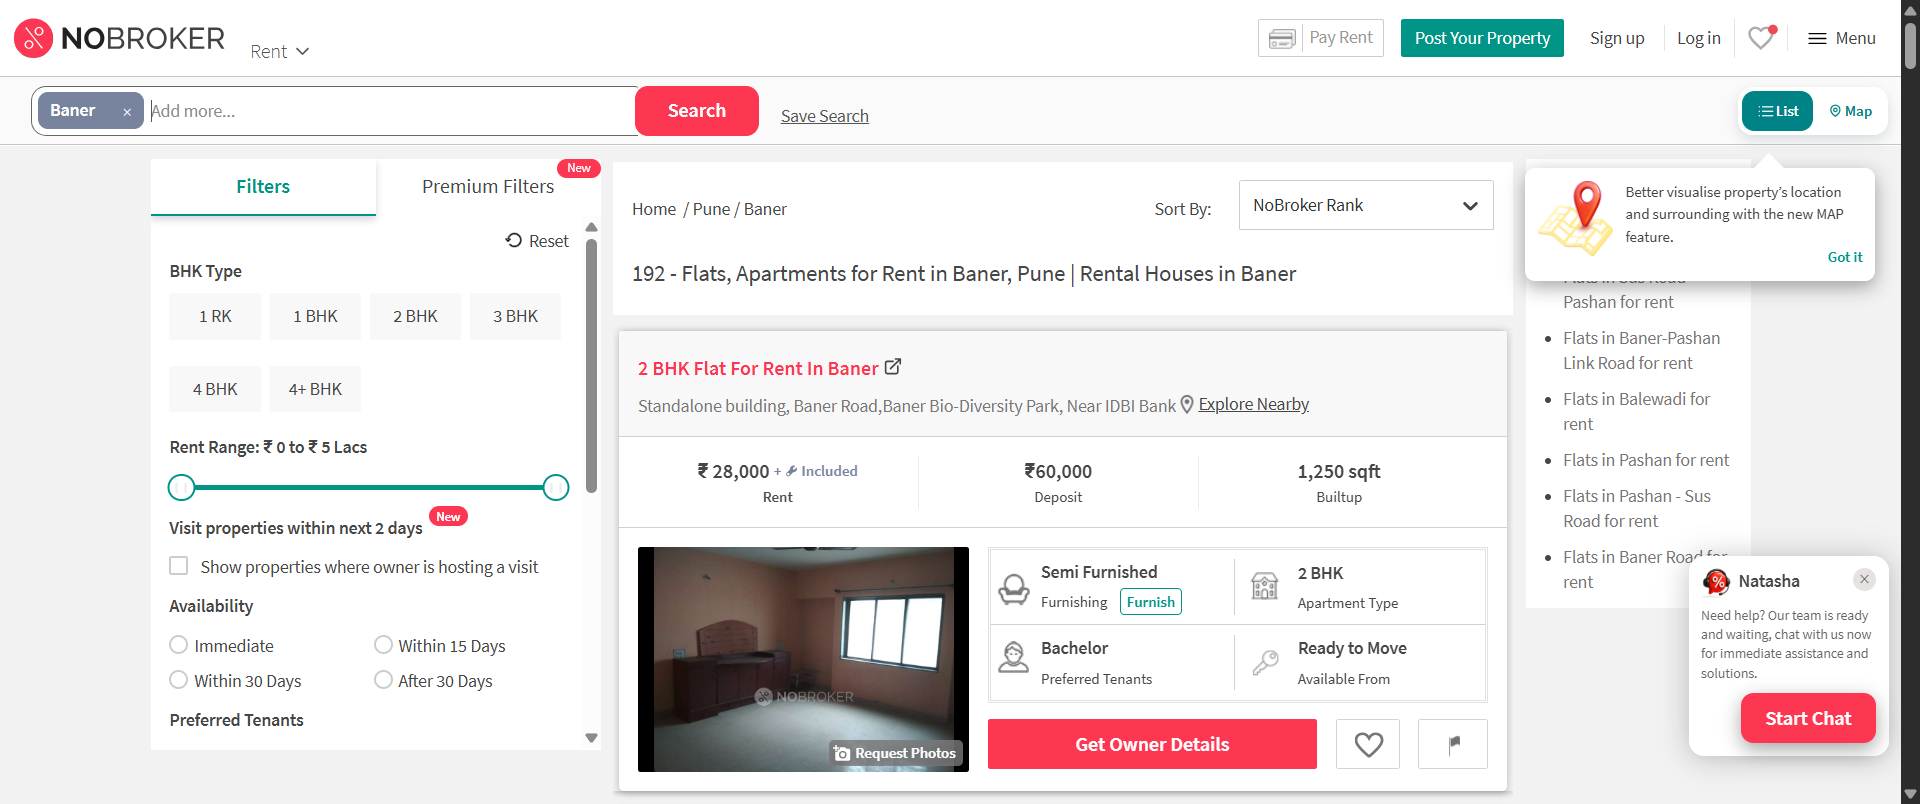 NOBROKER
Rent
Pay Rent
Post Your Property
Sign up
Log in
Menu
Baner ×
Add more...
Search
Save Search
List
Map
Filters
Premium Filters
New
Reset
BHK Type
1 RK
1 BHK
2 BHK
3 BHK
4 BHK
4+ BHK
Rent Range: ₹ 0 to ₹ 5 Lacs
Visit properties within next 2 days
New
Show properties where owner is hosting a visit
Availability
Immediate
Within 15 Days
Within 30 Days
After 30 Days
Preferred Tenants
Home / Pune / Baner
Sort By:
NoBroker Rank
192 - Flats, Apartments for Rent in Baner, Pune | Rental Houses in Baner
2 BHK Flat For Rent In Baner
Standalone building, Baner Road,Baner Bio-Diversity Park, Near IDBI Bank
Explore Nearby
₹ 28,000 + Included
Rent
₹60,000
Deposit
1,250 sqft
Builtup
NOBROKER
Request Photos
Semi Furnished
Furnishing
Furnish
2 BHK
Apartment Type
Bachelor
Preferred Tenants
Ready to Move
Available From
Get Owner Details
Better visualise property's location
and surrounding with the new MAP
feature.
Got it
Flats in Sus Road
Pashan for rent
Flats in Baner-Pashan
Link Road for rent
Flats in Balewadi for
rent
Flats in Pashan for rent
Flats in Pashan - Sus
Road for rent
Flats in Baner Road for
rent
Natasha
Need help? Our team is ready
and waiting, chat with us now
for immediate assistance and
solutions.
Start Chat